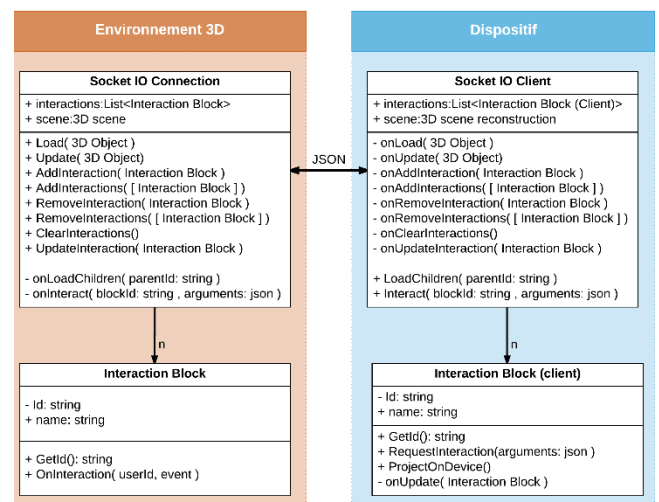 Environnement 3D
Socket IO Connection
+ interactions:List<Interaction Block>
+ scene:3D scene
+ Load( 3D Object )
+ Update( 3D Object)
+ AddInteraction( Interaction Block )
+ AddInteractions( [ Interaction Block ] )
+ RemoveInteraction( Interaction Block )
+ RemoveInteractions( [ Interaction Block ] )
+ ClearInteractions()
+ UpdateInteraction( Interaction Block )
- onLoadChildren( parentId: string )
- onInteract( blockId: string , arguments: json )
n
Interaction Block
- Id: string
+ name: string
+ GetId(): string
+ OnInteraction( userId, event )
JSON
Dispositif
Socket IO Client
+ interactions:List<Interaction Block (Client)>
+ scene:3D scene reconstruction
- onLoad( 3D Object )
- onUpdate( 3D Object)
- onAddInteraction( Interaction Block )
- onAddInteractions( [ Interaction Block ] )
- onRemoveInteraction( Interaction Block )
- onRemoveInteractions( [ Interaction Block ] )
- onClearInteractions()
- onUpdateInteraction( Interaction Block )
+ LoadChildren( parentId: string )
+ Interact( blockId: string , arguments: json )
n
Interaction Block (client)
- Id: string
+ name: string
+ GetId(): string
+ RequestInteraction(arguments: json )
+ ProjectOnDevice()
- onUpdate( Interaction Block )